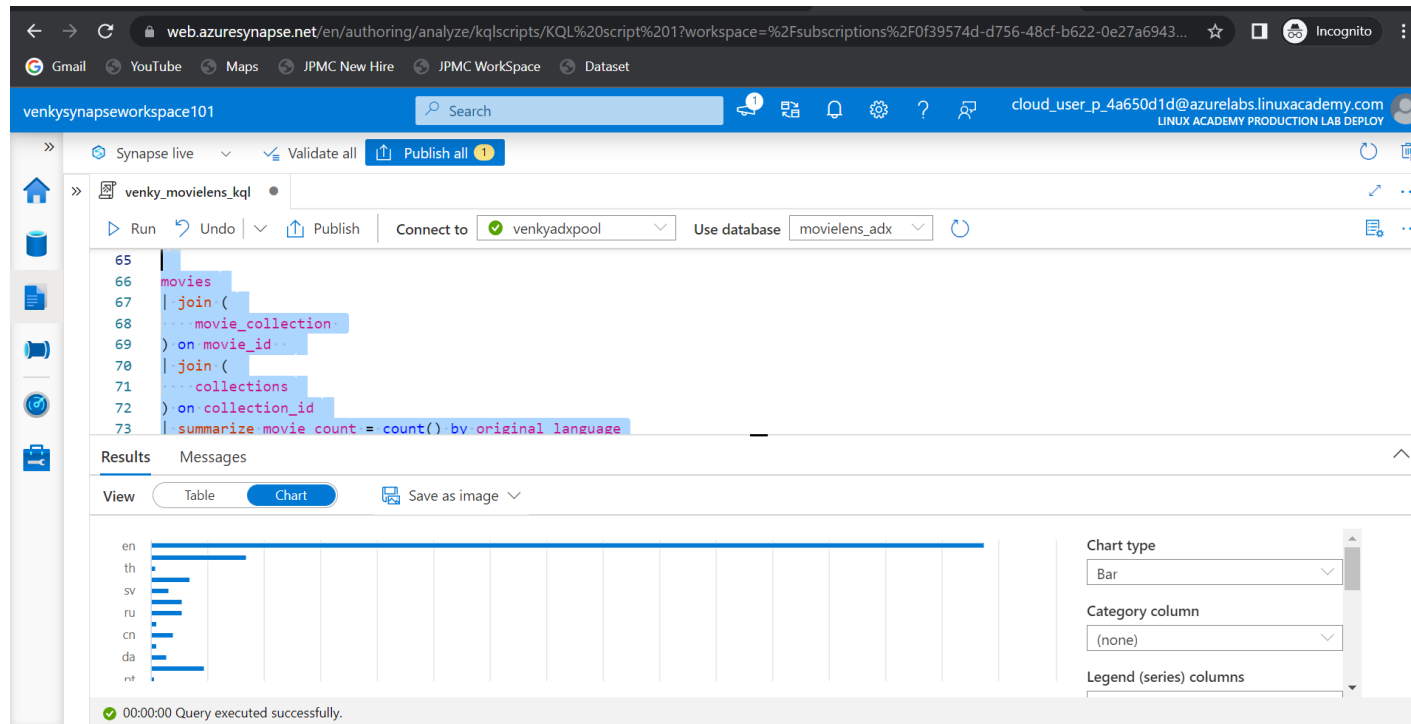 web.azuresynapse.net/en/authoring/analyze/kqlscripts/KQL%20script%201?workspace=%2Fsubscriptions%2F0f39574d-d756-48cf-b622-0e27a6943...
Incognito
Gmail YouTube Maps JPMC New Hire JPMC WorkSpace Dataset
venkysynapseworkspace101
Search
1
cloud_user_p_4a650d1d@azurelabs.linuxacademy.com
LINUX ACADEMY PRODUCTION LAB DEPLOY
Synapse live Validate all Publish all 1
venky_movielens_kql
Run Undo Publish Connect to venkyadxpool Use database movielens_adx
65
66 movies
67 | join (
68 movie_collection
69 ) on movie_id
70 | join (
71 collections
72 ) on collection_id
73 | summarize movie_count = count() by original_language
Results Messages
View Table Chart Save as image
en
th
sv
ru
cn
da
pt
Chart type
Bar
Category column
(none)
Legend (series) columns
00:00:00 Query executed successfully.